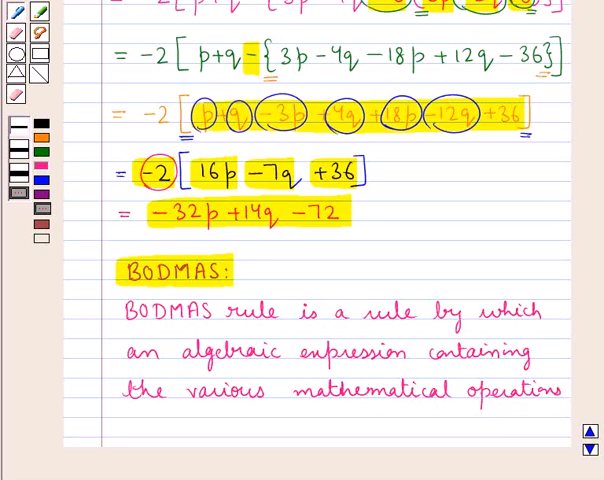 = -2[p+q-{3p-4q-18p+12q-36}]
= -2[p+q-3p+4q+18p-12q+36]
= -2[16p-7q+36]
= -32p+14q-72
BODMAS:
BODMAS rule is a rule by which
an algebraic expression containing
the various mathematical operations